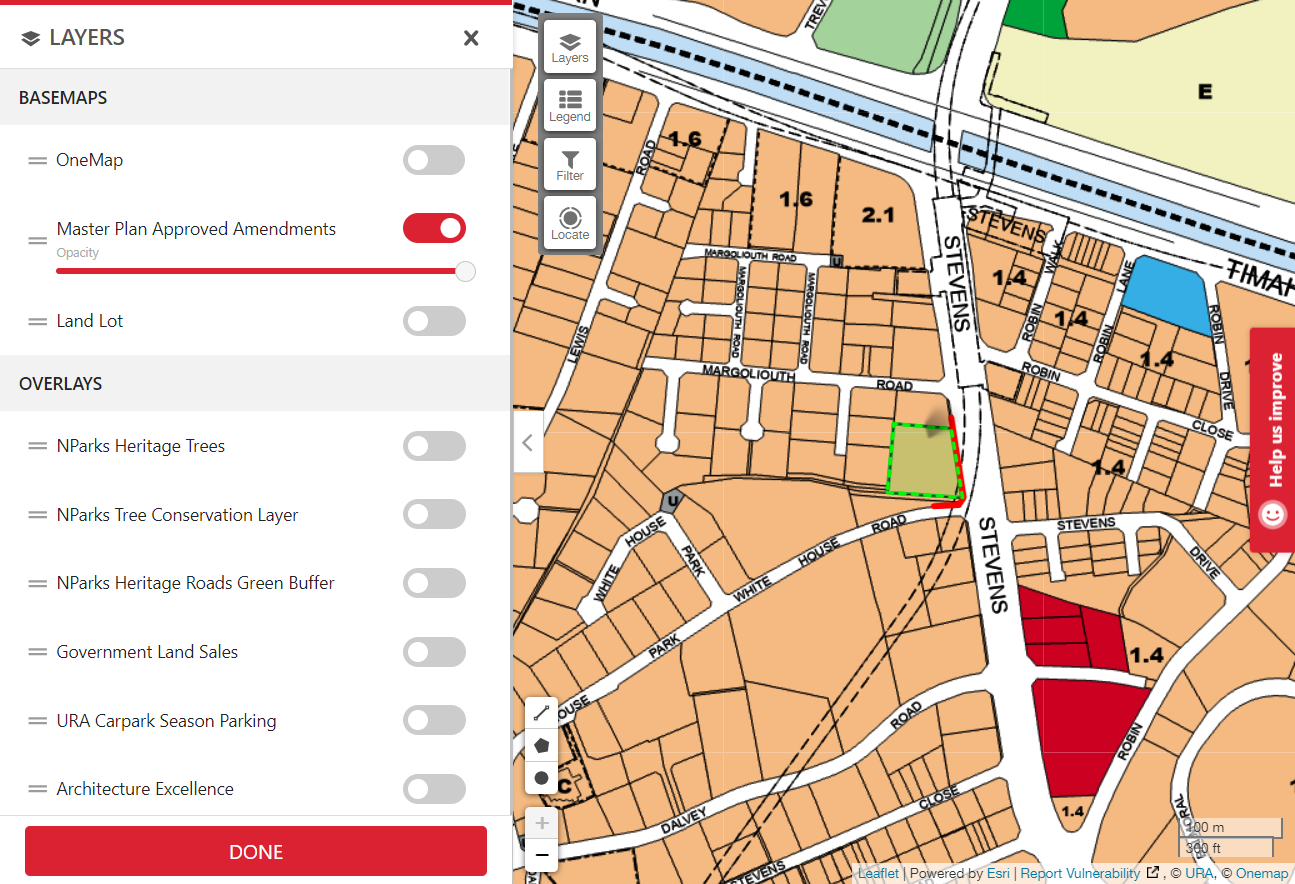 LAYERS
BASEMAPS
OneMap
Master Plan Approved Amendments
Opacity
Land Lot
OVERLAYS
NParks Heritage Trees
NParks Tree Conservation Layer
NParks Heritage Roads Green Buffer
Government Land Sales
URA Carpark Season Parking
Architecture Excellence
DONE
Layers
Legend
Filter
Locate
TREV
E
ROAD
1.6
1.6
2.1
STEVENS
STEVENS
WALK
TIMAH
MARGOLIOUTH ROAD
U
MARGOLIOUTH ROAD
MARGOLIOUTH ROAD
1.4
1.4
1.4
ROBIN
ROBIN
LANE
ROBIN
DRIVE
LEWIS
MARGOLIOUTH
ROAD
ROBIN
CLOSE
1.4
Help us improve
U
HOUSE
PARK
WHITE
WHITE
HOUSE
ROAD
PARK
HOUSE
STEVENS
STEVENS
DRIVE
1.4
ROBIN
ROAD
DALVEY
CLOSE
STEVENS
C
1.4
BALMORAL
100 m
300 ft
Leaflet | Powered by Esri | Report Vulnerability , © URA, © Onemap